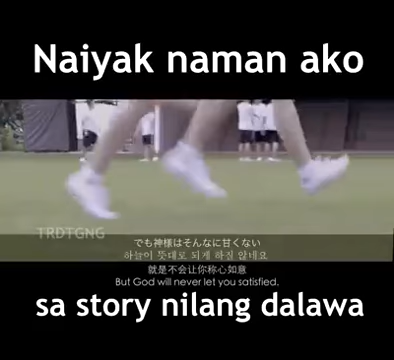 Naiyak naman ako
TRDTGNG
でも神様はそんなに甘くない
하늘이 뜻대로 되게 하질 않네요
就是不会让你称心如意
But God will never let you satisfied.
sa story nilang dalawa